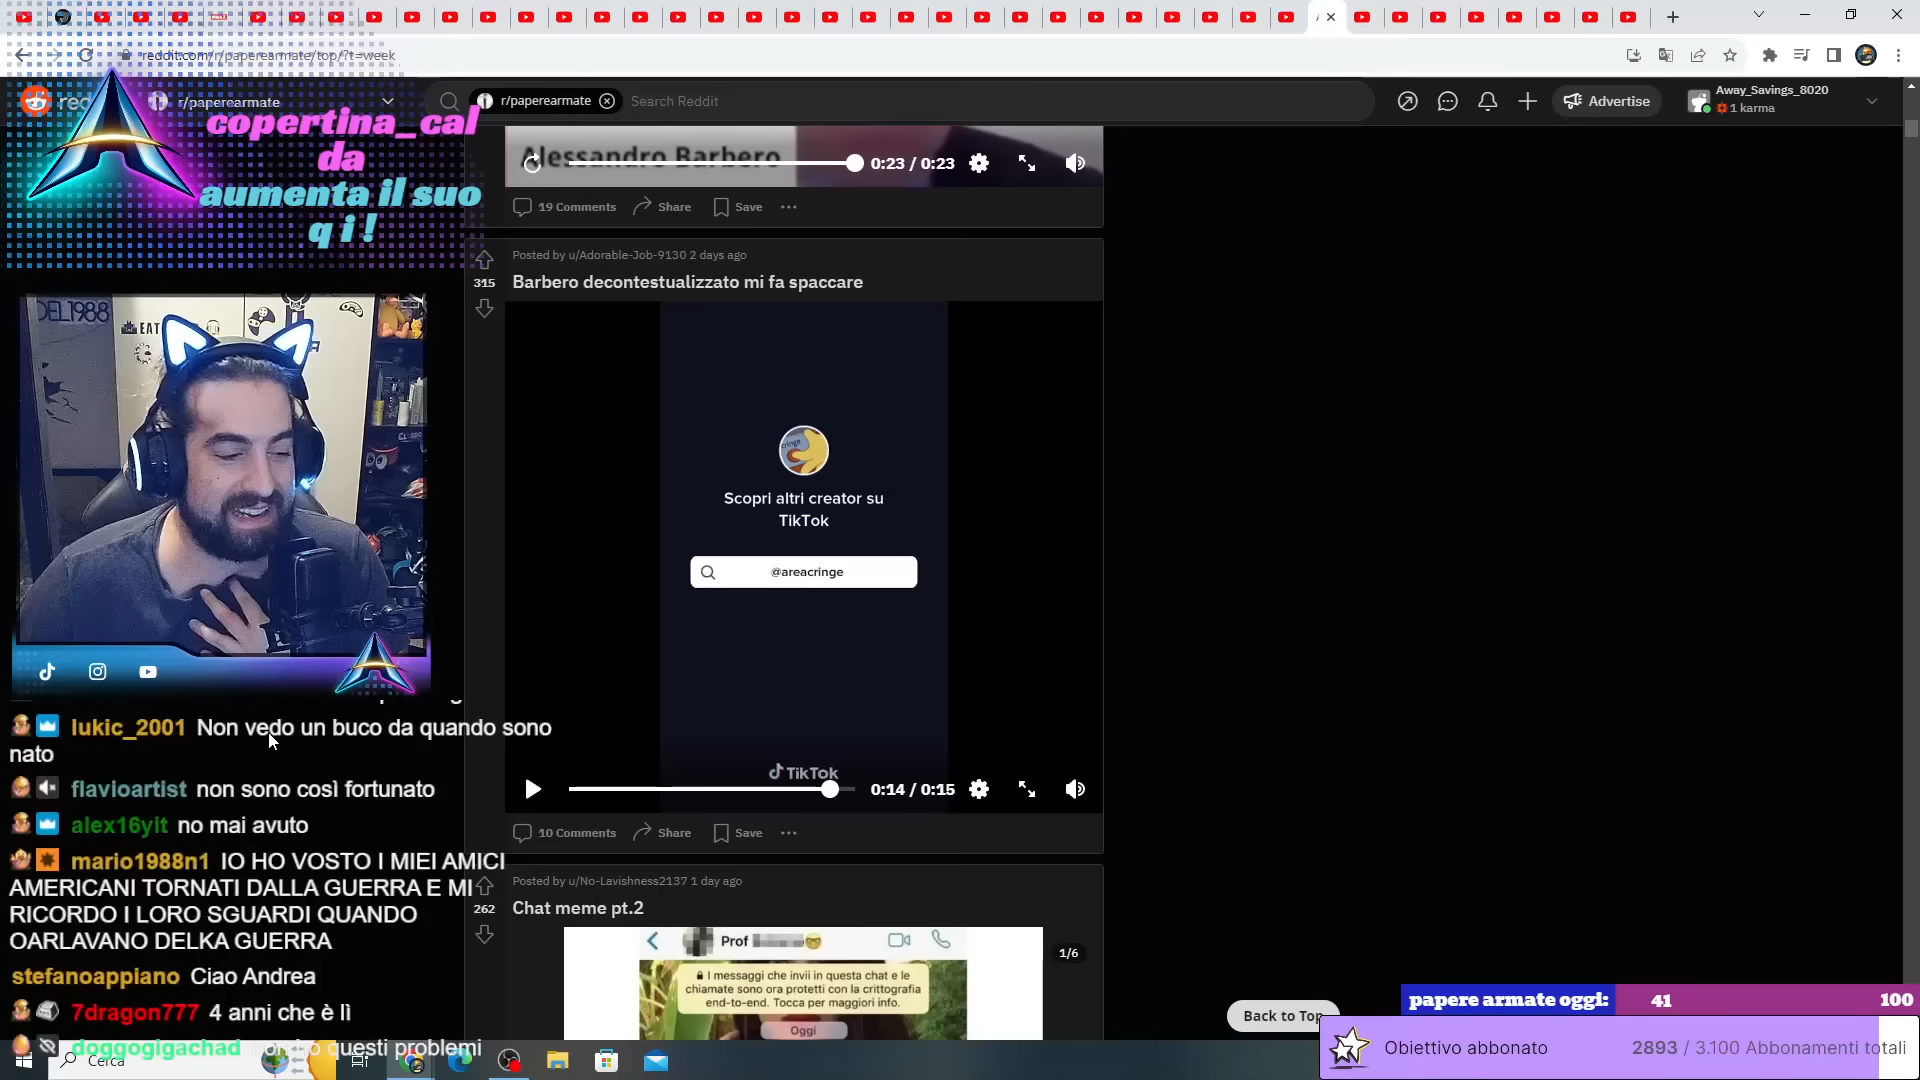 reddit.com/r/paperearmate/top/?t=week
r/paperearmate
r/paperearmate
Search Reddit
Advertise
Away_Savings_8020
1 karma
copertina_cal
da
aumenta il suo
q i !
Alessandro Barbero
0:23 / 0:23
19 Comments
Share
Save
Posted by u/Adorable-Job-9130 2 days ago
315
Barbero decontestualizzato mi fa spaccare
DEL1988
EAT
Scopri altri creator su
TikTok
@areacringe
TikTok
0:14 / 0:15
10 Comments
Share
Save
lukic_2001 Non vedo un buco da quando sono
nato
flavioartist non sono così fortunato
alex16yit no mai avuto
mario1988n1 IO HO VOSTO I MIEI AMICI
AMERICANI TORNATI DALLA GUERRA E MI
RICORDO I LORO SGUARDI QUANDO
OARLAVANO DELKA GUERRA
stefanoappiano Ciao Andrea
7dragon777 4 anni che è lì
doggogigachad questi problemi
Posted by u/No-Lavishness2137 1 day ago
262
Chat meme pt.2
Prof
1/6
I messaggi che invii in questa chat e le
chiamate sono ora protetti con la crittografia
end-to-end. Tocca per maggiori info.
Oggi
Back to Top
papere armate oggi: 41 100
Obiettivo abbonato 2893 / 3.100 Abbonamenti totali
Cerca